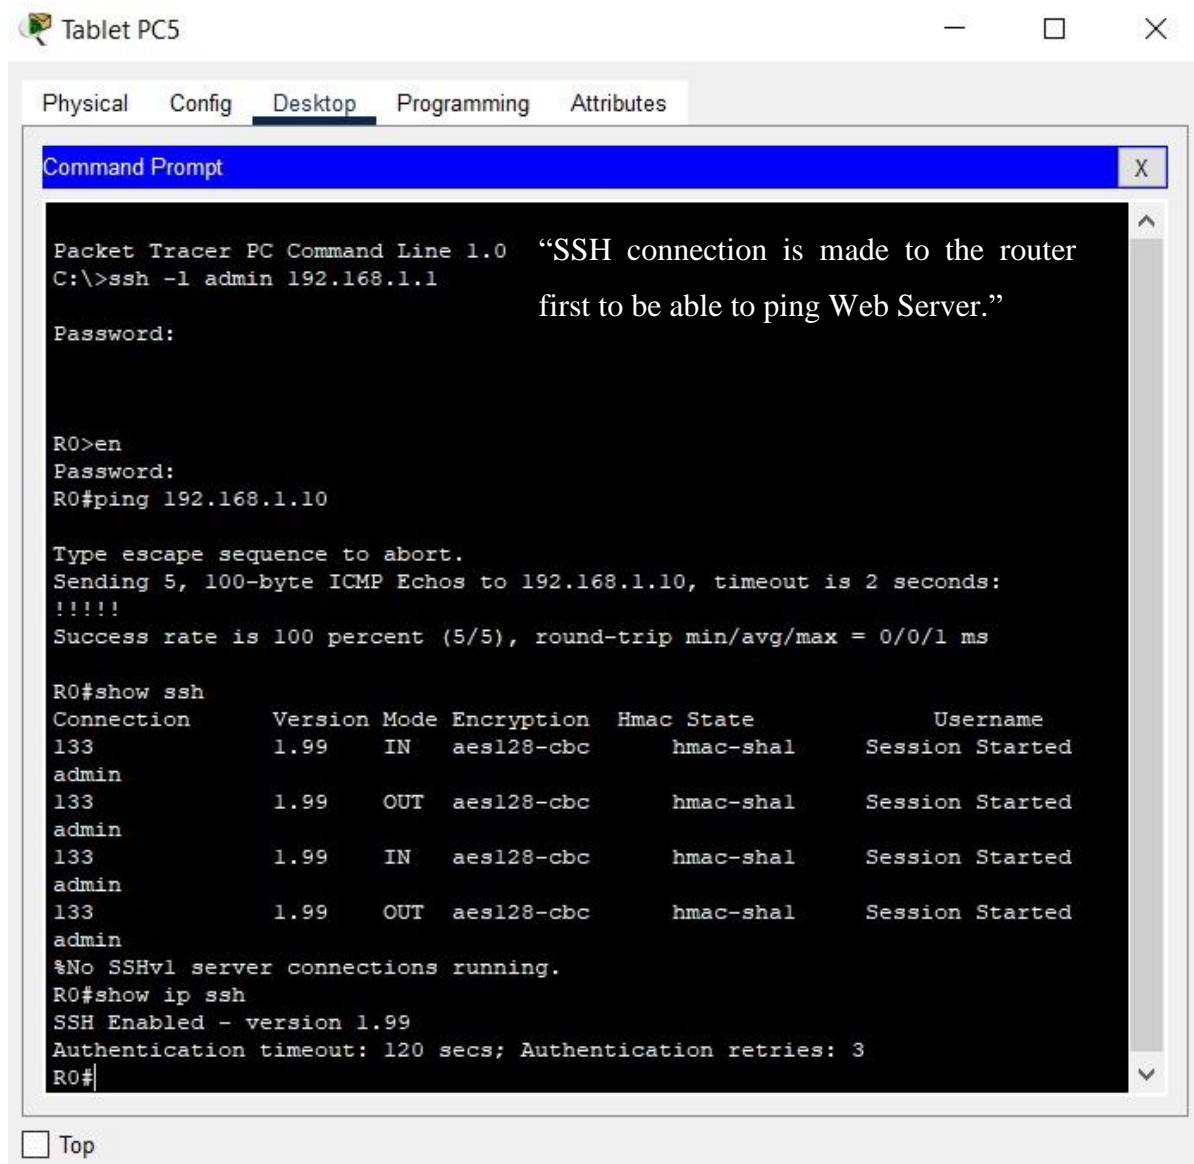 Tablet PC5
Physical Config Desktop Programming Attributes
Command Prompt X
Packet Tracer PC Command Line 1.0
C:\>ssh -l admin 192.168.1.1
“SSH connection is made to the router
first to be able to ping Web Server.”
Password:
R0>en
Password:
R0#ping 192.168.1.10
Type escape sequence to abort.
Sending 5, 100-byte ICMP Echos to 192.168.1.10, timeout is 2 seconds:
!!!!!
Success rate is 100 percent (5/5), round-trip min/avg/max = 0/0/1 ms
R0#show ssh
Connection Version Mode Encryption Hmac State Username
133 1.99 IN aes128-cbc hmac-sha1 Session Started
admin
133 1.99 OUT aes128-cbc hmac-sha1 Session Started
admin
133 1.99 IN aes128-cbc hmac-sha1 Session Started
admin
133 1.99 OUT aes128-cbc hmac-sha1 Session Started
admin
%No SSHv1 server connections running.
R0#show ip ssh
SSH Enabled - version 1.99
Authentication timeout: 120 secs; Authentication retries: 3
R0#
Top